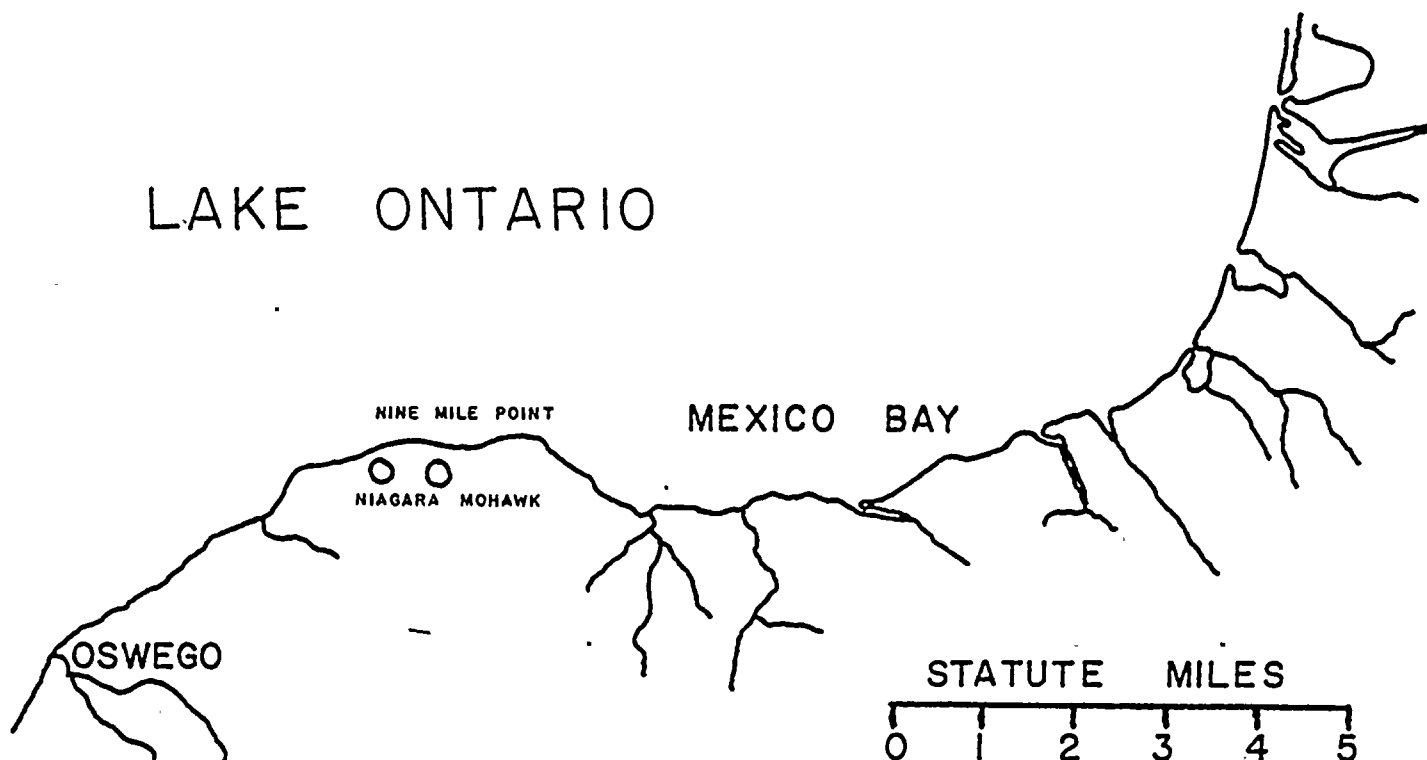 LAKE ONTARIO
NINE MILE POINT
MEXICO BAY
NIAGARA MOHAWK
OSWEGO
STATUTE MILES
0 1 2 3 4 5